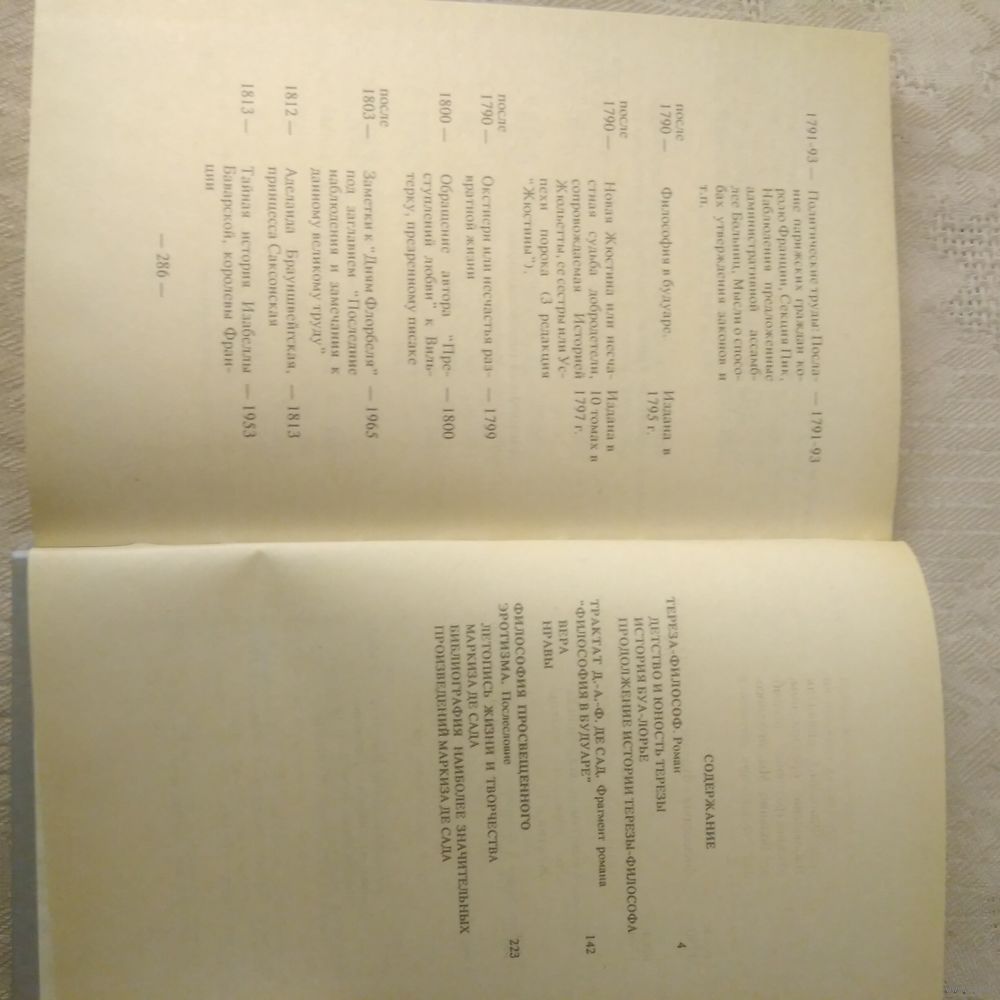 1791-93 — Политические труды: Посла- — 1791-93
ние парижских граждан ко-
ролю Франции, Секция Пик,
Наблюдения предложенные
административной ассамб-
лее Больниц, Мысли о спосо-
бах утверждения законов и
т.п.
после
1790 — Философия в будуаре. Издана в
1795 г.
после
1790 — Новая Жюстина или несча- Издана в
стная судьба добродетели, 10 томах в
сопровождаемая Историей 1797 г.
Жюльетты, ее сестры или Ус-
пехи порока (3 редакция
"Жюстины").
после
1790 — Окстиерн или несчастья раз- — 1799
вратной жизни
1800 — Обращение автора "Пре- — 1800
ступлений любви" к Виль-
терку, презренному писаке
после
1803 — Заметки к "Дням Флорбеля" — 1965
под заглавием "Последние
наблюдения и замечания к
данному великому труду"
1812 — Аделаида Брауншвейгская, — 1813
принцесса Саксонская
1813 — Тайная история Изабеллы — 1953
Баварской, королевы Фран-
ции
— 286 —
СОДЕРЖАНИЕ
ТЕРЕЗА-ФИЛОСОФ. Роман 4
ДЕТСТВО И ЮНОСТЬ ТЕРЕЗЫ
ИСТОРИЯ БУА-ЛОРЬЕ
ПРОДОЛЖЕНИЕ ИСТОРИИ ТЕРЕЗЫ-ФИЛОСОФА
ТРАКТАТ Д.-А.-Ф. ДЕ САД. Фрагмент романа
"ФИЛОСОФИЯ В БУДУАРЕ" 142
ВЕРА
НРАВЫ
ФИЛОСОФИЯ ПРОСВЕЩЕННОГО
ЭРОТИЗМА. Послесловие 223
ЛЕТОПИСЬ ЖИЗНИ И ТВОРЧЕСТВА
МАРКИЗА ДЕ САДА
БИБЛИОГРАФИЯ НАИБОЛЕЕ ЗНАЧИТЕЛЬНЫХ
ПРОИЗВЕДЕНИЙ МАРКИЗА ДЕ САДА